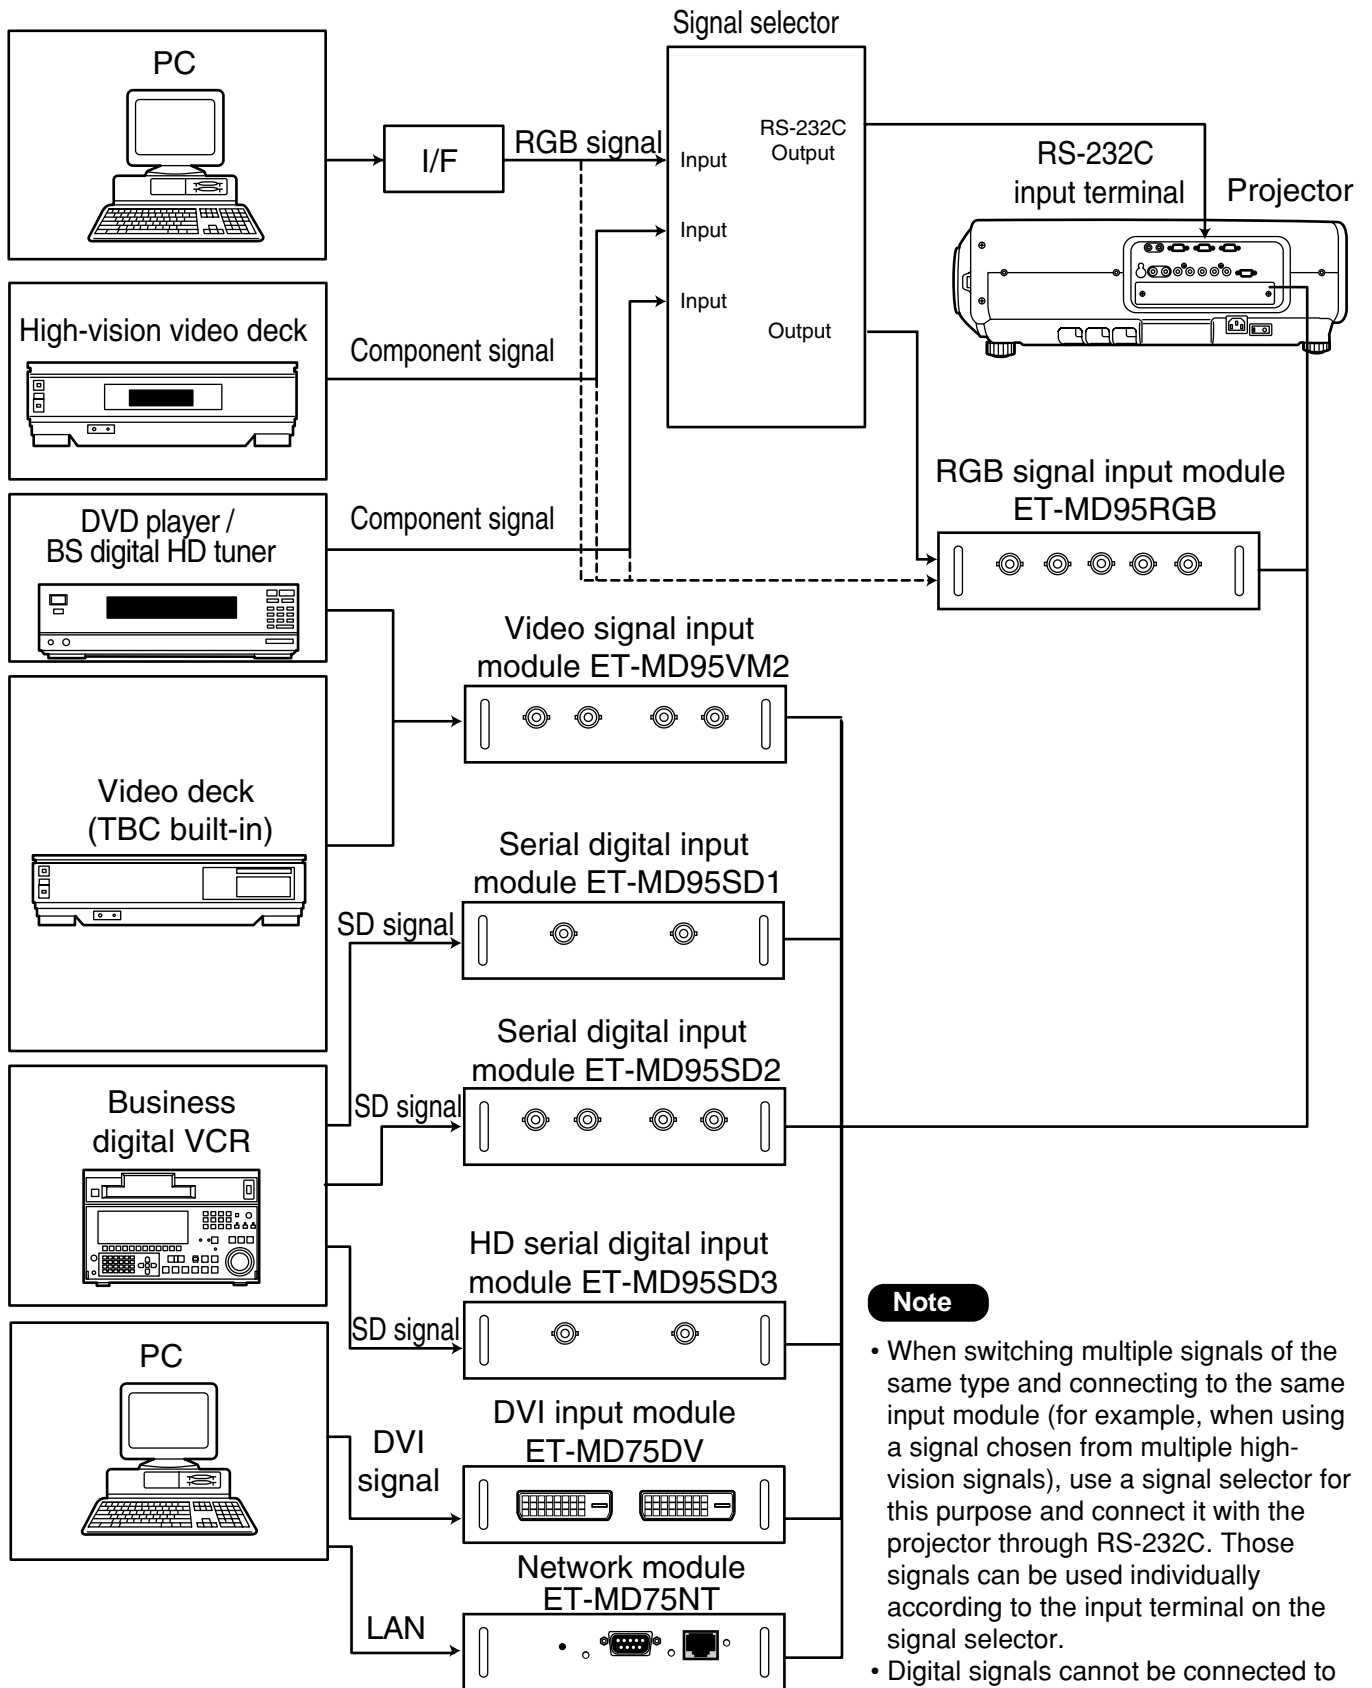 Signal selector
PC
I/F
RGB signal
Input
RS-232C
Output
RS-232C
input terminal
Projector
Input
Input
Output
High-vision video deck
Component signal
DVD player /
BS digital HD tuner
Component signal
RGB signal input module
ET-MD95RGB
Video signal input
module ET-MD95VM2
Video deck
(TBC built-in)
Serial digital input
module ET-MD95SD1
SD signal
Serial digital input
module ET-MD95SD2
SD signal
Business
digital VCR
HD serial digital input
module ET-MD95SD3
SD signal
PC
DVI input module
ET-MD75DV
DVI
signal
Network module
ET-MD75NT
LAN
Note
• When switching multiple signals of the
same type and connecting to the same
input module (for example, when using
a signal chosen from multiple high-
vision signals), use a signal selector for
this purpose and connect it with the
projector through RS-232C. Those
signals can be used individually
according to the input terminal on the
signal selector.
• Digital signals cannot be connected to